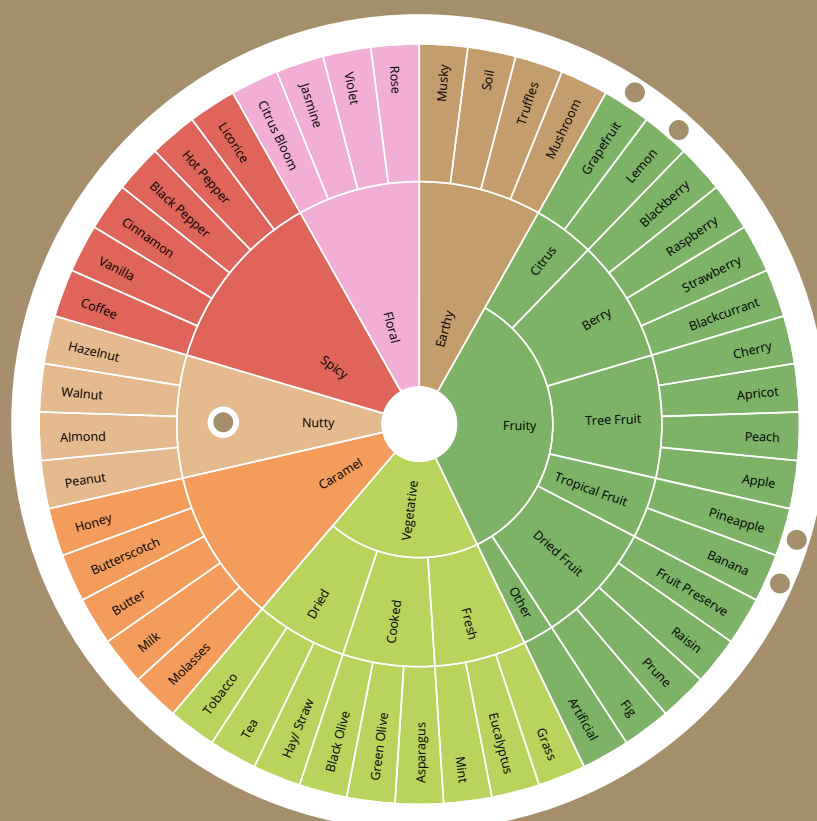 Musky
Soil
Truffles
Mushroom
Grapefruit
Lemon
Blackberry
Raspberry
Strawberry
Blackcurrant
Cherry
Apricot
Peach
Apple
Pineapple
Banana
Fruit Preserve
Raisin
Prune
Fig
Artificial
Grass
Eucalyptus
Mint
Asparagus
Green Olive
Black Olive
Hay/ Straw
Tea
Tobacco
Molasses
Milk
Butter
Butterscotch
Honey
Peanut
Almond
Walnut
Hazelnut
Coffee
Vanilla
Cinnamon
Black Pepper
Hot Pepper
Licorice
Citrus Bloom
Jasmine
Violet
Rose
Citrus
Berry
Tree Fruit
Tropical Fruit
Dried Fruit
Other
Fresh
Cooked
Dried
Earthy
Fruity
Vegetative
Caramel
Nutty
Spicy
Floral